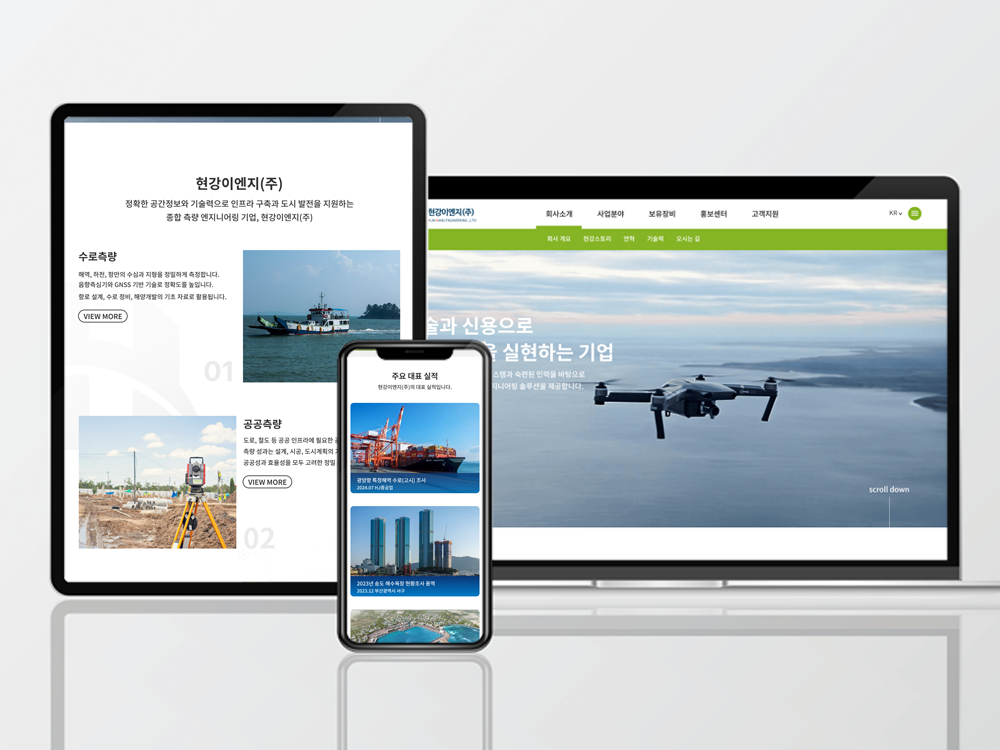 현강이엔지(주)
정확한 공간정보와 기술력으로 인프라 구축과 도시 발전을 지원하는
종합 측량 엔지니어링 기업, 현강이엔지(주)
수로측량
해역, 하천, 항만의 수심과 지형을 정밀하게 측정합니다.
음향측심기와 GNSS 기반 기술로 정확도를 높입니다.
항로 설계, 수로 정비, 해양개발의 기초 자료로 활용됩니다.
VIEW MORE
01
공공측량
도로, 철도 등 공공 인프라에 필요한
측량 성과는 설계, 시공, 도시계획의
공공성과 효율성을 모두 고려한 정밀
VIEW MORE
02
주요 대표 실적
현강이엔지(주)의 대표 실적입니다.
광양항 특정해역 수로(고시) 조사
2024.07 HJ중공업
2023년 송도 해수욕장 현황조사 용역
2023.12 부산광역시 서구
현강이엔지(주)
회사소개 사업분야 보유장비 홍보센터 고객지원
KR
회사 개요 현강스토리 연혁 기술력 오시는 길
술과 신용으로
을 실현하는 기업
스템과 숙련된 인력을 바탕으로
지니어링 솔루션을 제공합니다.
scroll down